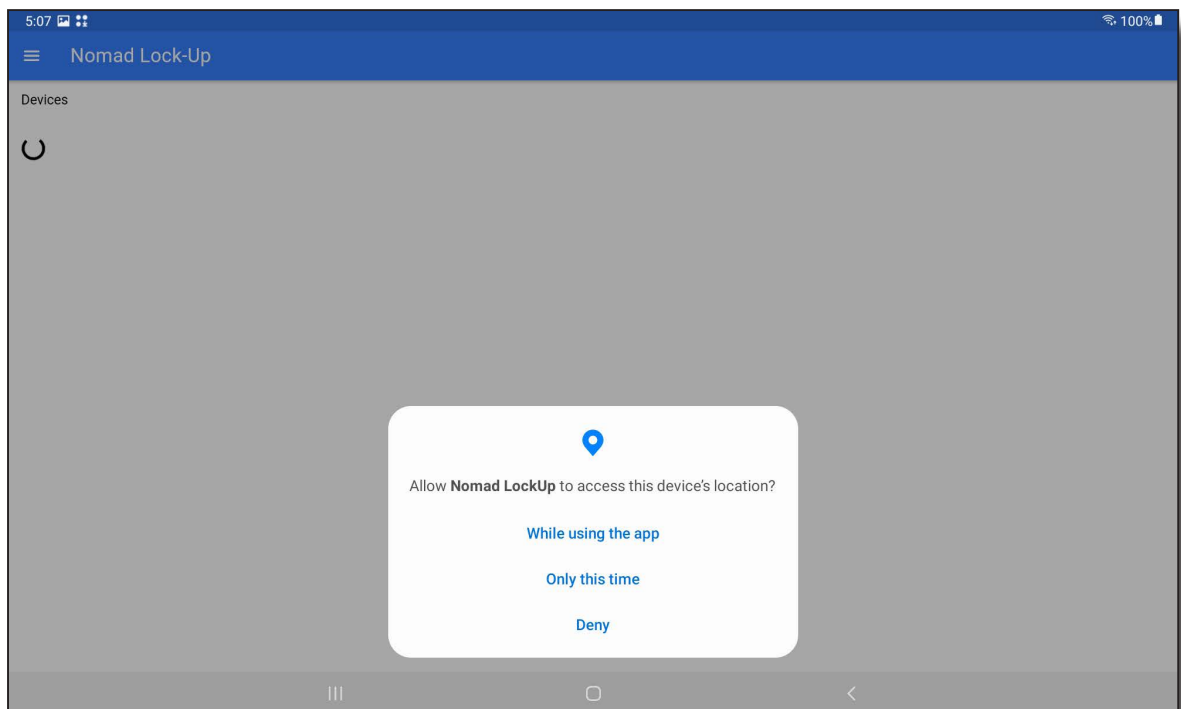 5:07 100%
Nomad Lock-Up
Devices
Allow Nomad LockUp to access this device's location?
While using the app
Only this time
Deny